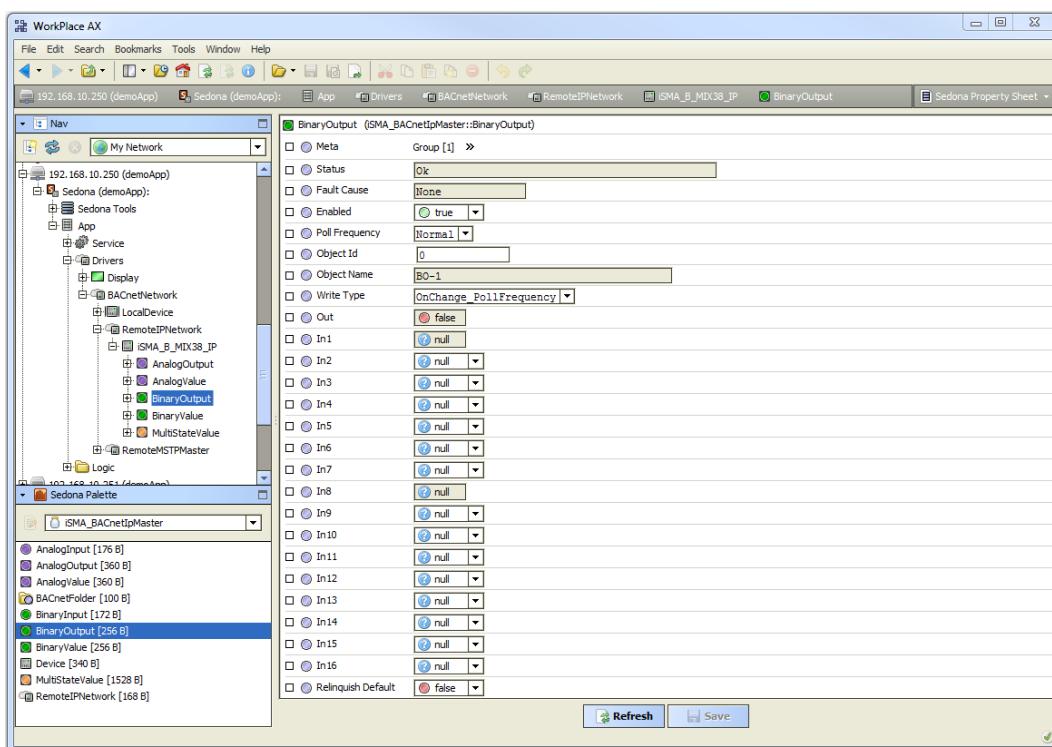 WorkPlace AX
File Edit Search Bookmarks Tools Window Help
192.168.10.250 (demoApp) Sedona (demoApp): App Drivers BACnetNetwork RemoteIPNetwork iSMA_B_MIX38_IP BinaryOutput Sedona Property Sheet
Nav
My Network
192.168.10.250 (demoApp)
Sedona (demoApp):
Sedona Tools
App
Service
Drivers
Display
BACnetNetwork
LocalDevice
RemoteIPNetwork
iSMA_B_MIX38_IP
AnalogOutput
AnalogValue
BinaryOutput
BinaryValue
MultiStateValue
RemoteMSTPMaster
Logic
192.168.10.251 (demoApp)
Sedona Palette
iSMA_BACnetIpMaster
AnalogInput [176 B]
AnalogOutput [360 B]
AnalogValue [360 B]
BACnetFolder [100 B]
BinaryInput [172 B]
BinaryOutput [256 B]
BinaryValue [256 B]
Device [340 B]
MultiStateValue [1528 B]
RemoteIPNetwork [168 B]
BinaryOutput (iSMA_BACnetIpMaster::BinaryOutput)
Meta Group [1] »
Status Ok
Fault Cause None
Enabled true
Poll Frequency Normal
Object Id 0
Object Name BO-1
Write Type OnChange_PollFrequency
Out false
In1 null
In2 null
In3 null
In4 null
In5 null
In6 null
In7 null
In8 null
In9 null
In10 null
In11 null
In12 null
In13 null
In14 null
In15 null
In16 null
Relinquish Default false
Refresh Save